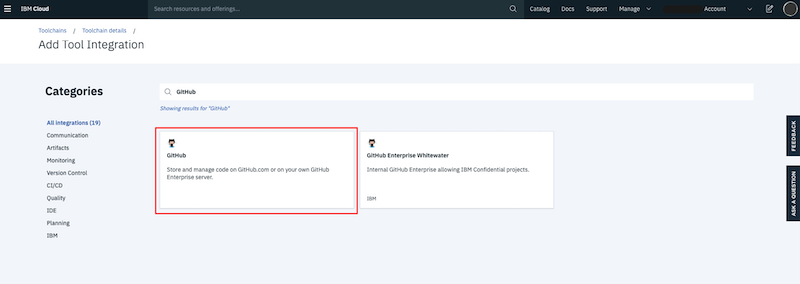 IBM Cloud
Search resources and offerings...
Catalog
Docs
Support
Manage
Account
Toolchains / Toolchain details /
Add Tool Integration
Categories
GitHub
Showing results for "GitHub"
All integrations (19)
Communication
Artifacts
Monitoring
Version Control
CI/CD
Quality
IDE
Planning
IBM
GitHub
Store and manage code on GitHub.com or on your own GitHub
Enterprise server.
GitHub Enterprise Whitewater
Internal GitHub Enterprise allowing IBM Confidential projects.
IBM
FEEDBACK
ASK A QUESTION